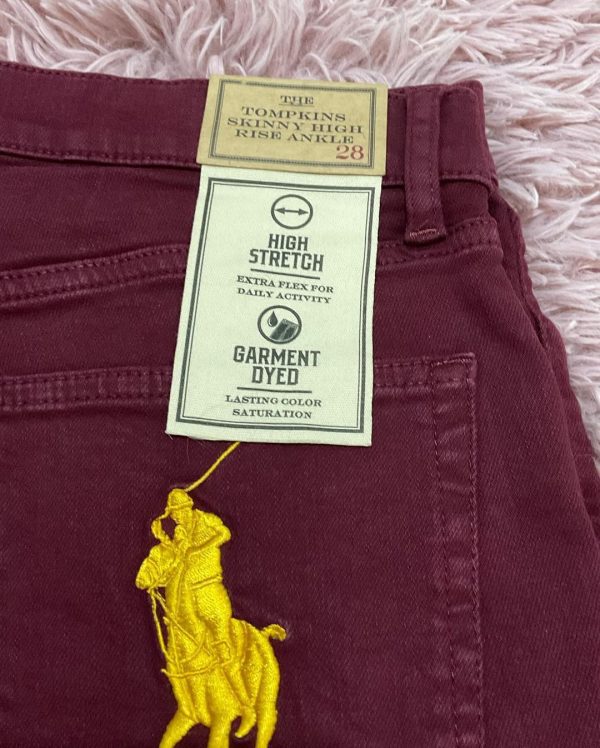 THE
TOMPKINS
SKINNY HIGH
RISE ANKLE
28
HIGH
STRETCH
EXTRA FLEX FOR
DAILY ACTIVITY
GARMENT
DYED
LASTING COLOR
SATURATION